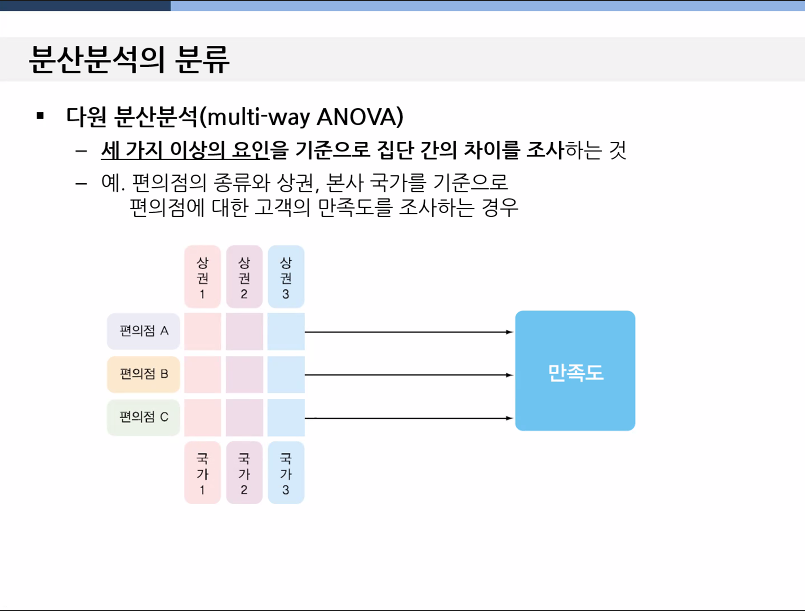 분산분석의 분류
▪ 다원 분산분석(multi-way ANOVA)
– 세 가지 이상의 요인을 기준으로 집단 간의 차이를 조사하는 것
– 예. 편의점의 종류와 상권, 본사 국가를 기준으로
편의점에 대한 고객의 만족도를 조사하는 경우
상권1 상권2 상권3
편의점 A
편의점 B
만족도
편의점 C
국가1 국가2 국가3